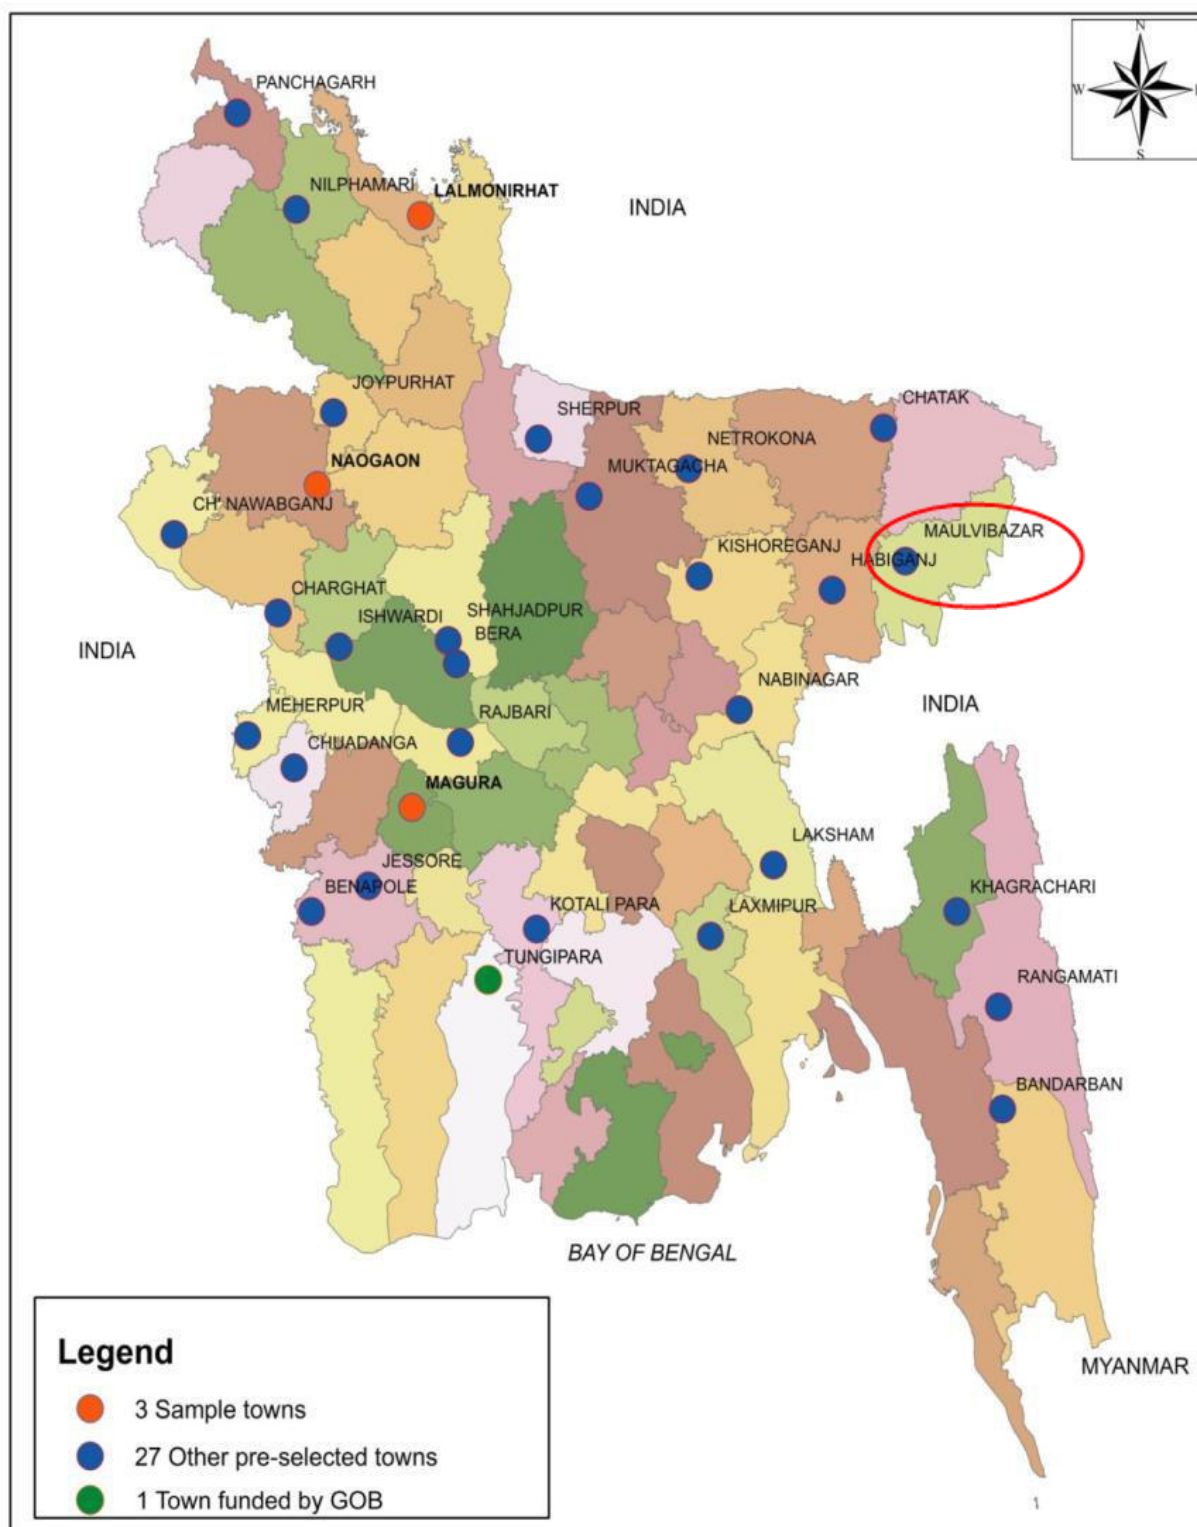 N
W
S
PANCHAGARH
NILPHAMARI
LALMONIRHAT
INDIA
JOYPURHAT
SHERPUR
CHATAK
NETROKONA
NAOGAON
MUKTAGACHA
CH' NAWABGANJ
MAULVIBAZAR
KISHOREGANJ
HABIGANJ
CHARGHAT
ISHWARDI
SHAHJADPUR
BERA
INDIA
NABINAGAR
INDIA
MEHERPUR
RAJBARI
CHUADANGA
MAGURA
LAKSHAM
JESSORE
BENAPOLE
KHAGRACHARI
KOTALI PARA
LAXMIPUR
TUNGIPARA
RANGAMATI
BANDARBAN
BAY OF BENGAL
MYANMAR
Legend
3 Sample towns
27 Other pre-selected towns
1 Town funded by GOB
1